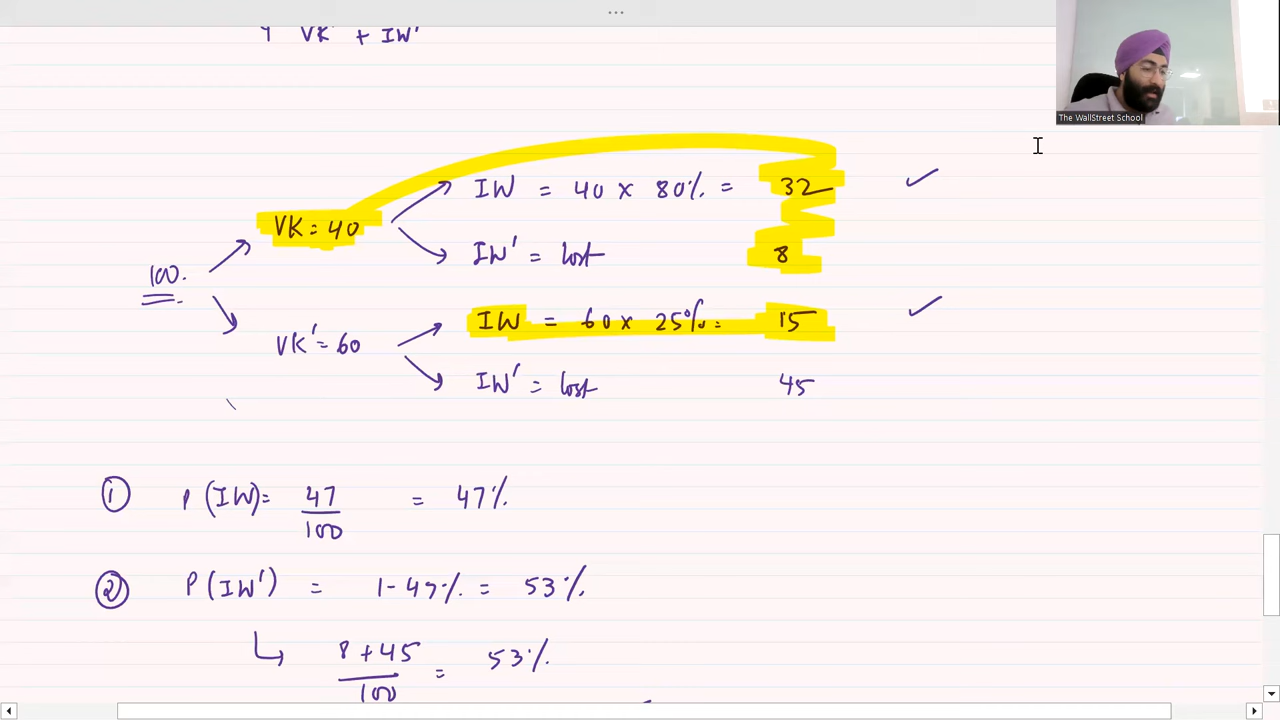 VK + IW'
The WallStreet School
IW = 40 x 80% = 32 ✓
VK = 40
IW' = lost 8
100.
IW = 60 x 25% = 15 ✓
VK' = 60
IW' = lost 45
① P(IW) = 47/100 = 47%
② P(IW') = 1 - 47% = 53%
8 + 45/100 = 53%